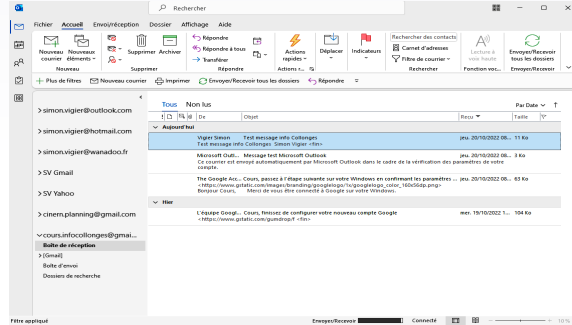 Rechercher
Fichier Accueil Envoi/réception Dossier Affichage Aide
Nouveau courrier
Nouveaux éléments
Supprimer
Archiver
Répondre
Répondre à tous
Transférer
Actions rapides
Déplacer
Indicateurs
Rechercher des contacts
Carnet d'adresses
Filtre de courrier
Lecture à voix haute
Envoyer/Recevoir tous les dossiers
Nouveau Supprimer Répondre Actions r... Rechercher Fonction voc... Envoyer/Recevoir
Plus de filtres Nouveau courrier Imprimer Envoyer/Recevoir tous les dossiers Répondre
simon.vigier@outlook.com
simon.vigier@hotmail.com
simon.vigier@wanadoo.fr
SV Gmail
SV Yahoo
cinem.planning@gmail.com
cours.infocollonges@gmai...
Boîte de réception
[Gmail]
Boîte d'envoi
Dossiers de recherche
Tous Non lus Par Date
De Objet Reçu Taille
Aujourd'hui
Vigier Simon Test message info Collonges jeu. 20/10/2022 08... 11 Ko
Test message info Collonges Simon Vigier <fin>
Microsoft Outl... Message test Microsoft Outlook jeu. 20/10/2022 08... 3 Ko
Ce courrier est envoyé automatiquement par Microsoft Outlook dans le cadre de la vérification des paramètres de votre
compte.
The Google Acc... Cours, passez à l'étape suivante sur votre Windows en confirmant les paramètres ... jeu. 20/10/2022 08... 63 Ko
<https://www.gstatic.com/images/branding/googlelogo/1x/googlelogo_color_160x56dp.png>
Bonjour Cours, Merci de vous être connecté à Google sur votre Windows.
Hier
L'équipe Googl... Cours, finissez de configurer votre nouveau compte Google mer. 19/10/2022 1... 104 Ko
<https://www.gstatic.com/gumdrop/f <fin>
Filtre appliqué Envoyer/Recevoir Connecté 10 %